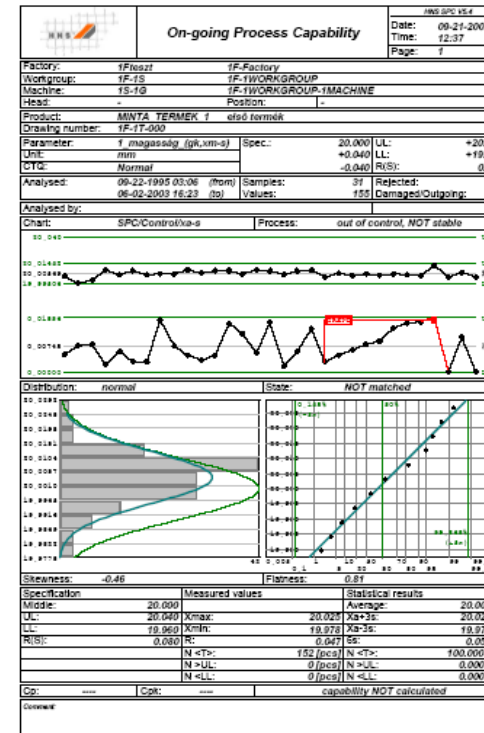 HNS SPC V5.4
HNS
On-going Process Capability
Date: 09-21-200
Time: 12:37
Page: 1
Factory: 1Fteszt 1F-Factory
Workgroup: 1F-1S 1F-1WORKGROUP
Machine: 1S-1G 1F-1WORKGROUP-1MACHINE
Head: - Position: -
Product: MINTA_TERMEK_1 első termék
Drawing number: 1F-1T-000
Parameter: 1_magasság_(gk,xm-s) Spec.: 20.000 UL: +20
Unit: mm +0.040 LL: +19
CTQ: Normal -0.040 R(S): 0
Analysed: 09-22-1995 03:06 (from) Samples: 31 Rejected:
06-02-2003 16:23 (to) Values: 155 Damaged/Outgoing:
Analysed by:
Chart: SPC/Control/xa-s Process: out of control, NOT stable
Distribution: normal State: NOT matched
Skewness: -0.46 Flatness: 0.81
Specification Measured values Statistical results
Middle: 20.000 Average: 20.00
UL: 20.040 Xmax: 20.025 Xa+3s: 20.02
LL: 19.960 Xmin: 19.978 Xa-3s: 19.97
R(S): 0.080 R: 0.047 6s: 0.05
N <T>: 152 [pcs] N <T>: 100.000
N >UL: 0 [pcs] N >UL: 0.000
N <LL: 0 [pcs] N <LL: 0.000
Cp: ---- Cpk: ---- capability NOT calculated
Comment: